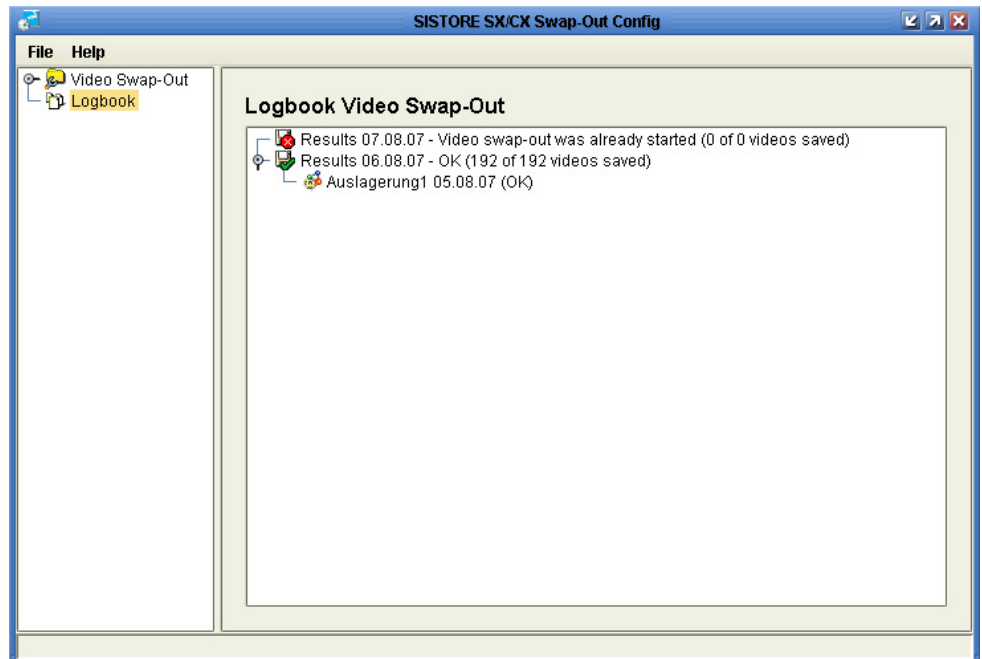 SISTORE SX/CX Swap-Out Config
File Help
Video Swap-Out
Logbook
Logbook Video Swap-Out
Results 07.08.07 - Video swap-out was already started (0 of 0 videos saved)
Results 06.08.07 - OK (192 of 192 videos saved)
Auslagerung1 05.08.07 (OK)